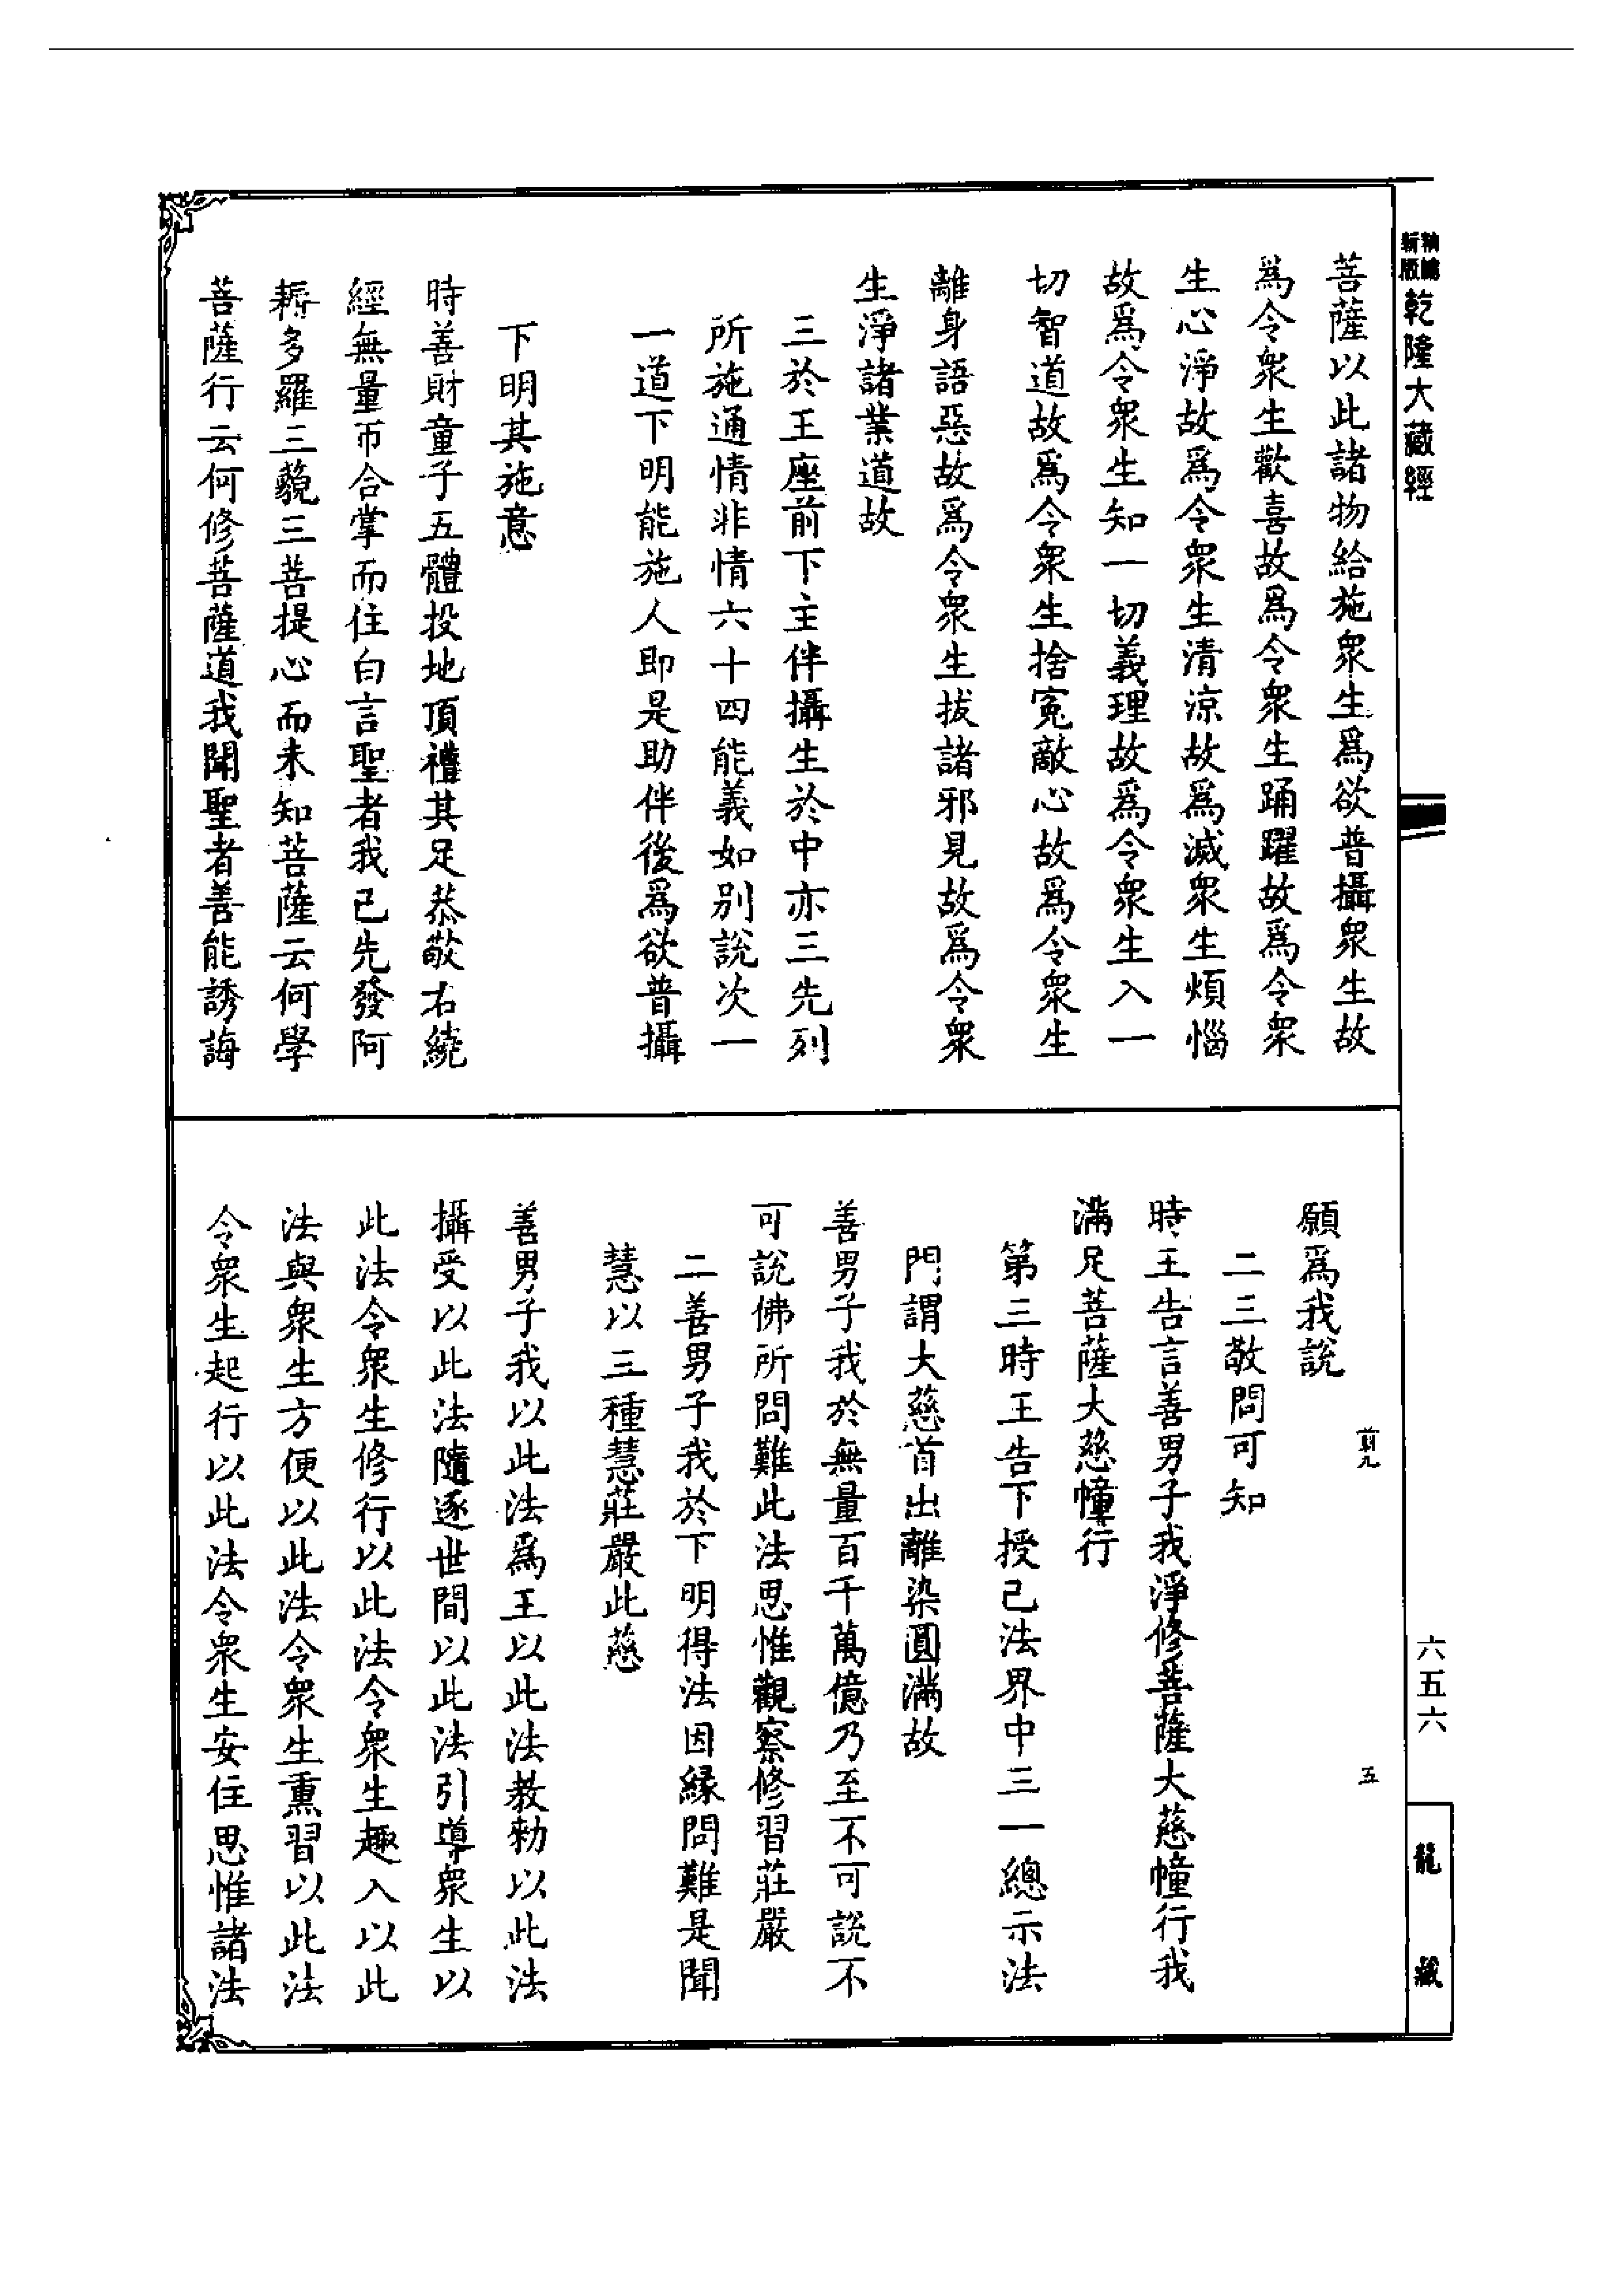 菩薩以此諸物給施衆生爲欲普攝衆生故
爲令衆生歡喜故爲令衆生踊躍故爲令衆
生心淨故爲令衆生清涼故爲滅衆生煩惱
故爲令衆生知一切義理故爲令衆生入一
切智道故爲令衆生捨寃敵心故爲令衆生
離身語惡故爲令衆生拔諸邪見故爲令衆
生淨諸業道故
三於王座前下主伴攝生於中亦三先列
所施通情非情六十四能義如別說次一
一道下明能施人即是助伴後爲欲普攝
下明其施意
時善財童子五體投地頂禮其足恭敬右繞
經無量帀合掌而住白言聖者我已先發阿
耨多羅三藐三菩提心而未知菩薩云何學
菩薩行云何修菩薩道我聞聖者善能誘誨
願爲我說
二三敬問可知
時王告言善男子我淨修菩薩大慈幢行我
滿足菩薩大慈幢行
第三時王告下授己法界中三一總示法
門謂大慈首出離染圓滿故
善男子我於無量百千萬億乃至不可說不
可說佛所問難此法思惟觀察修習莊嚴
二善男子我於下明得法因緣問難是聞
慧以三種慧莊嚴此慈
善男子我以此法爲王以此法教勅以此法
攝受以此法隨逐世間以此法引導衆生以
此法令衆生修行以此法令衆生趣入以此
法與衆生方便以此法令衆生熏習以此法
令衆生起行以此法令衆生安住思惟諸法
新版
乾隆大藏經
六五六
五
龍藏